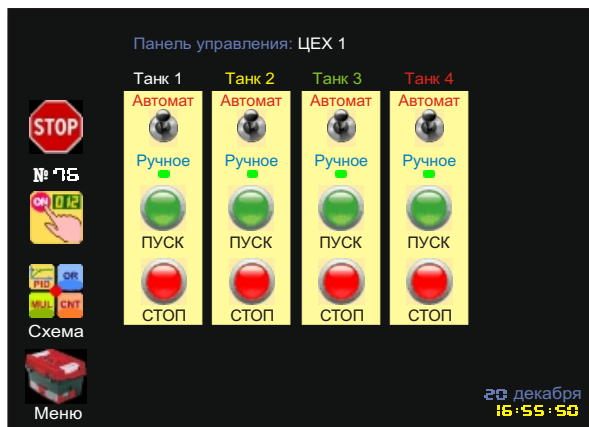 Панель управления: ЦЕХ 1
Танк 1 Танк 2 Танк 3 Танк 4
Автомат Автомат Автомат Автомат
STOP
Ручное Ручное Ручное Ручное
№ 76
ON 012
ПУСК ПУСК ПУСК ПУСК
PID OR
MUL CNT
СТОП СТОП СТОП СТОП
Схема
Меню
20 декабря
16:55:50